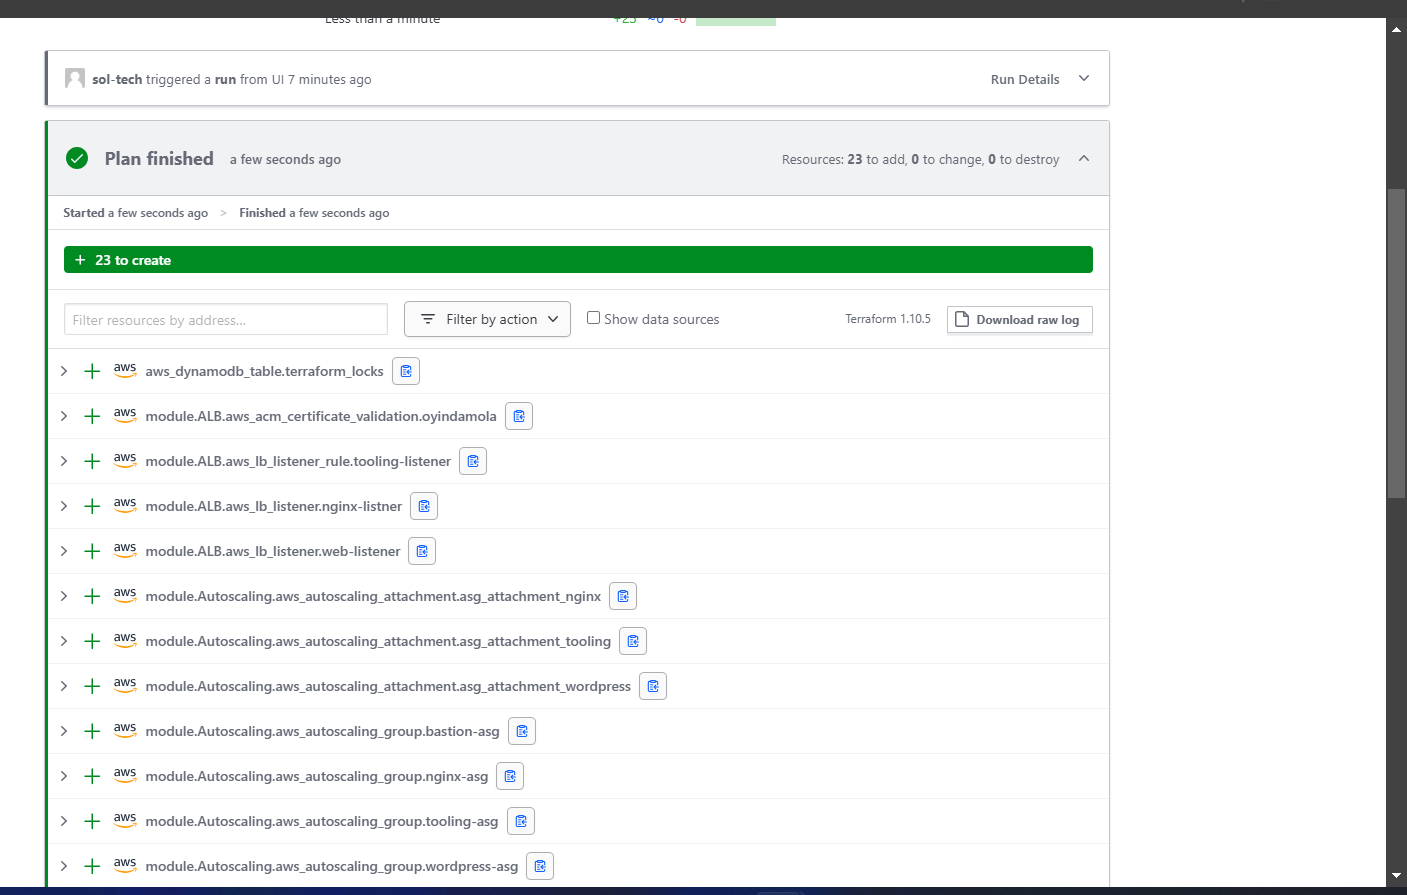 Less than a minute +23 ~0 -0
sol-tech triggered a run from UI 7 minutes ago Run Details
Plan finished a few seconds ago Resources: 23 to add, 0 to change, 0 to destroy
Started a few seconds ago > Finished a few seconds ago
+ 23 to create
Filter resources by address... Filter by action Show data sources Terraform 1.10.5 Download raw log
aws aws_dynamodb_table.terraform_locks
aws module.ALB.aws_acm_certificate_validation.oyindamola
aws module.ALB.aws_lb_listener_rule.tooling-listener
aws module.ALB.aws_lb_listener.nginx-listner
aws module.ALB.aws_lb_listener.web-listener
aws module.Autoscaling.aws_autoscaling_attachment.asg_attachment_nginx
aws module.Autoscaling.aws_autoscaling_attachment.asg_attachment_tooling
aws module.Autoscaling.aws_autoscaling_attachment.asg_attachment_wordpress
aws module.Autoscaling.aws_autoscaling_group.bastion-asg
aws module.Autoscaling.aws_autoscaling_group.nginx-asg
aws module.Autoscaling.aws_autoscaling_group.tooling-asg
aws module.Autoscaling.aws_autoscaling_group.wordpress-asg